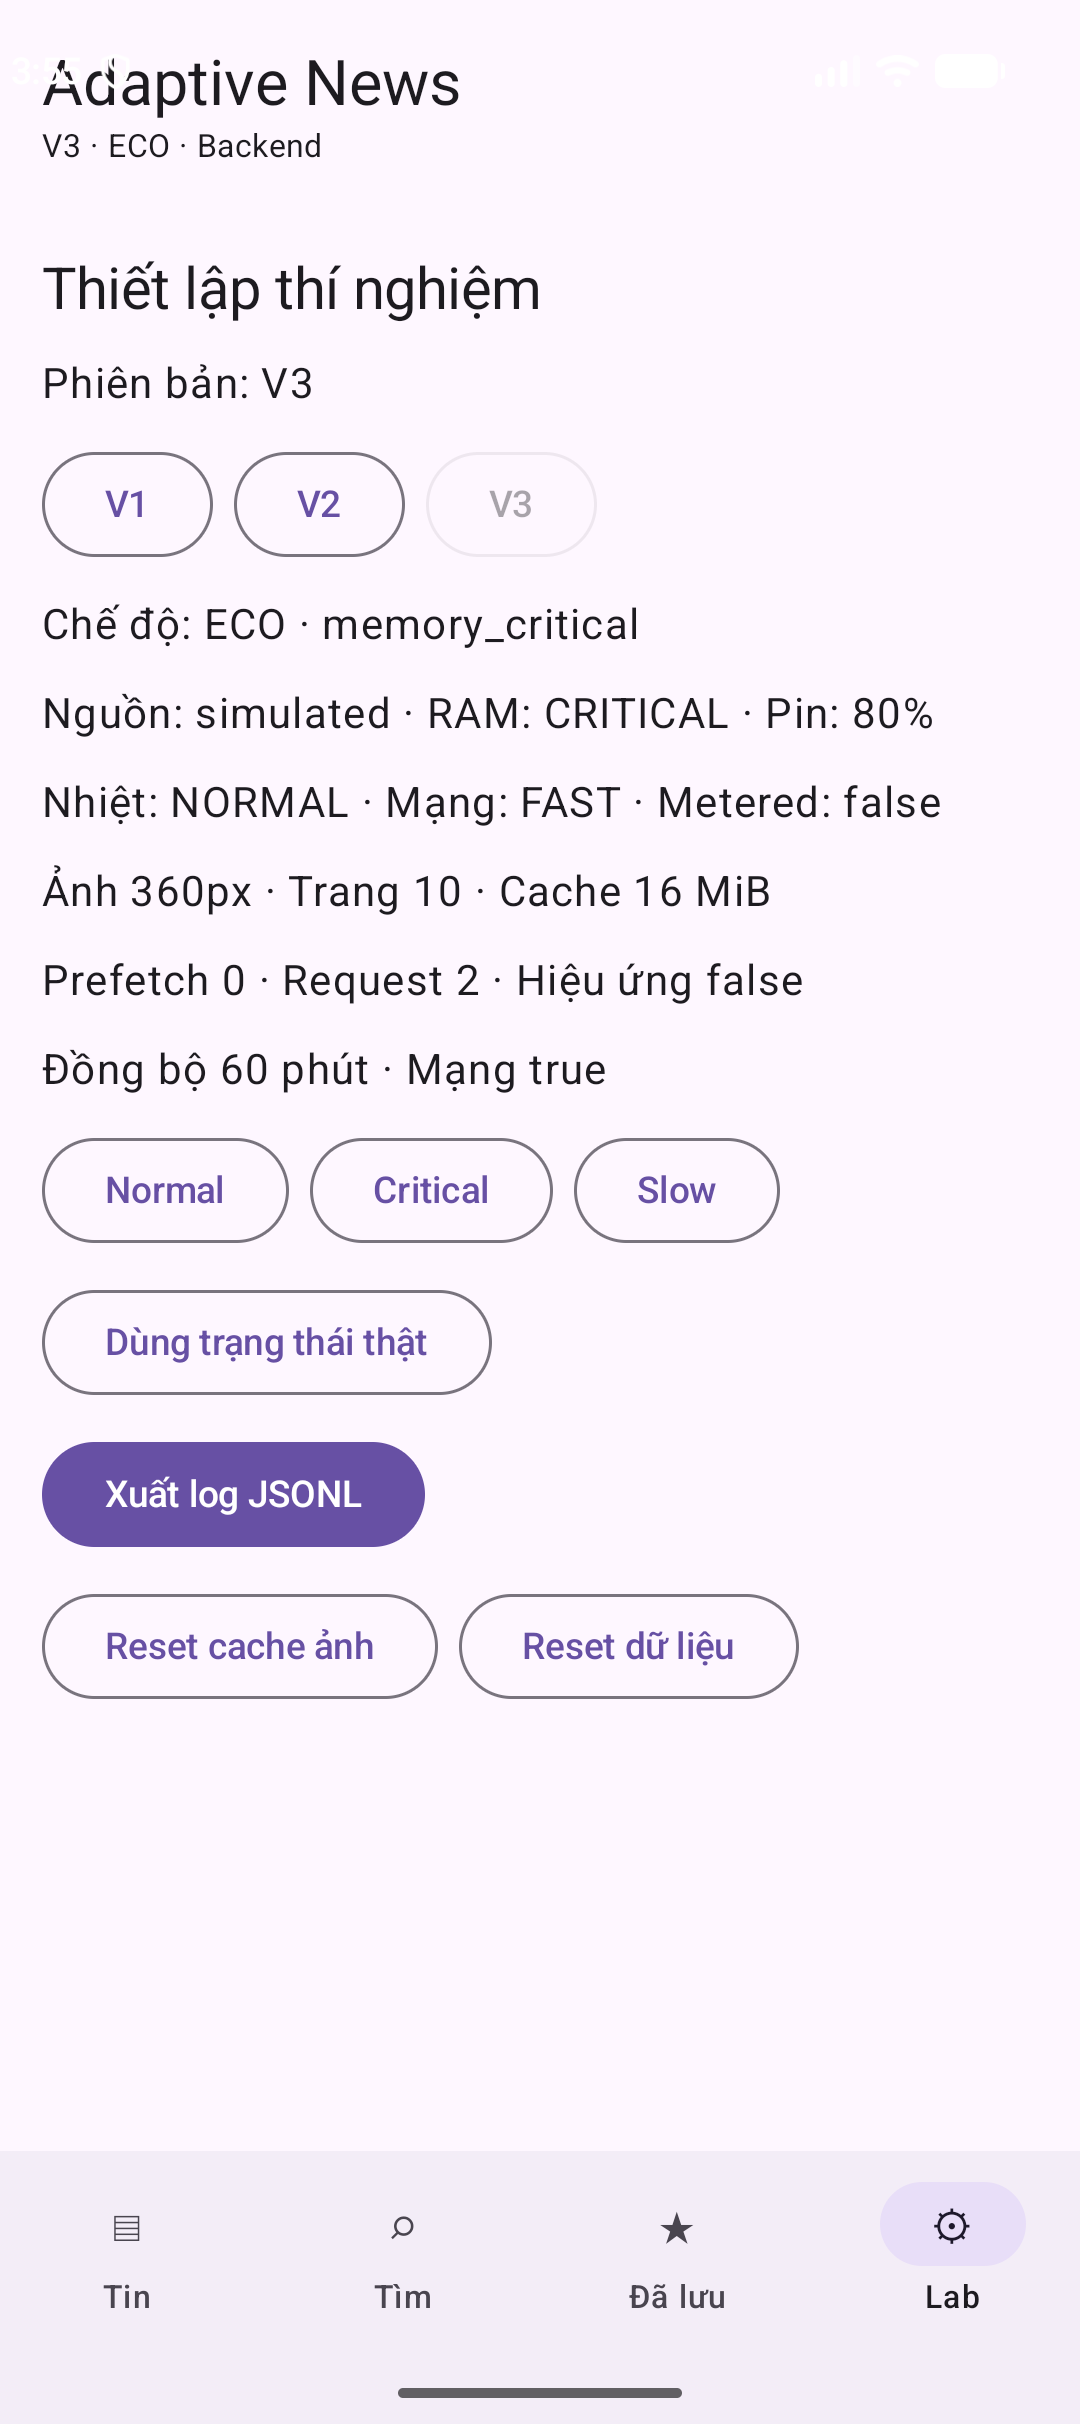 Adaptive News
V3 · ECO · Backend
Thiết lập thí nghiệm
Phiên bản: V3
V1 V2 V3
Chế độ: ECO · memory_critical
Nguồn: simulated · RAM: CRITICAL · Pin: 80%
Nhiệt: NORMAL · Mạng: FAST · Metered: false
Ảnh 360px · Trang 10 · Cache 16 MiB
Prefetch 0 · Request 2 · Hiệu ứng false
Đồng bộ 60 phút · Mạng true
Normal Critical Slow
Dùng trạng thái thật
Xuất log JSONL
Reset cache ảnh Reset dữ liệu
Tin Tìm Đã lưu Lab